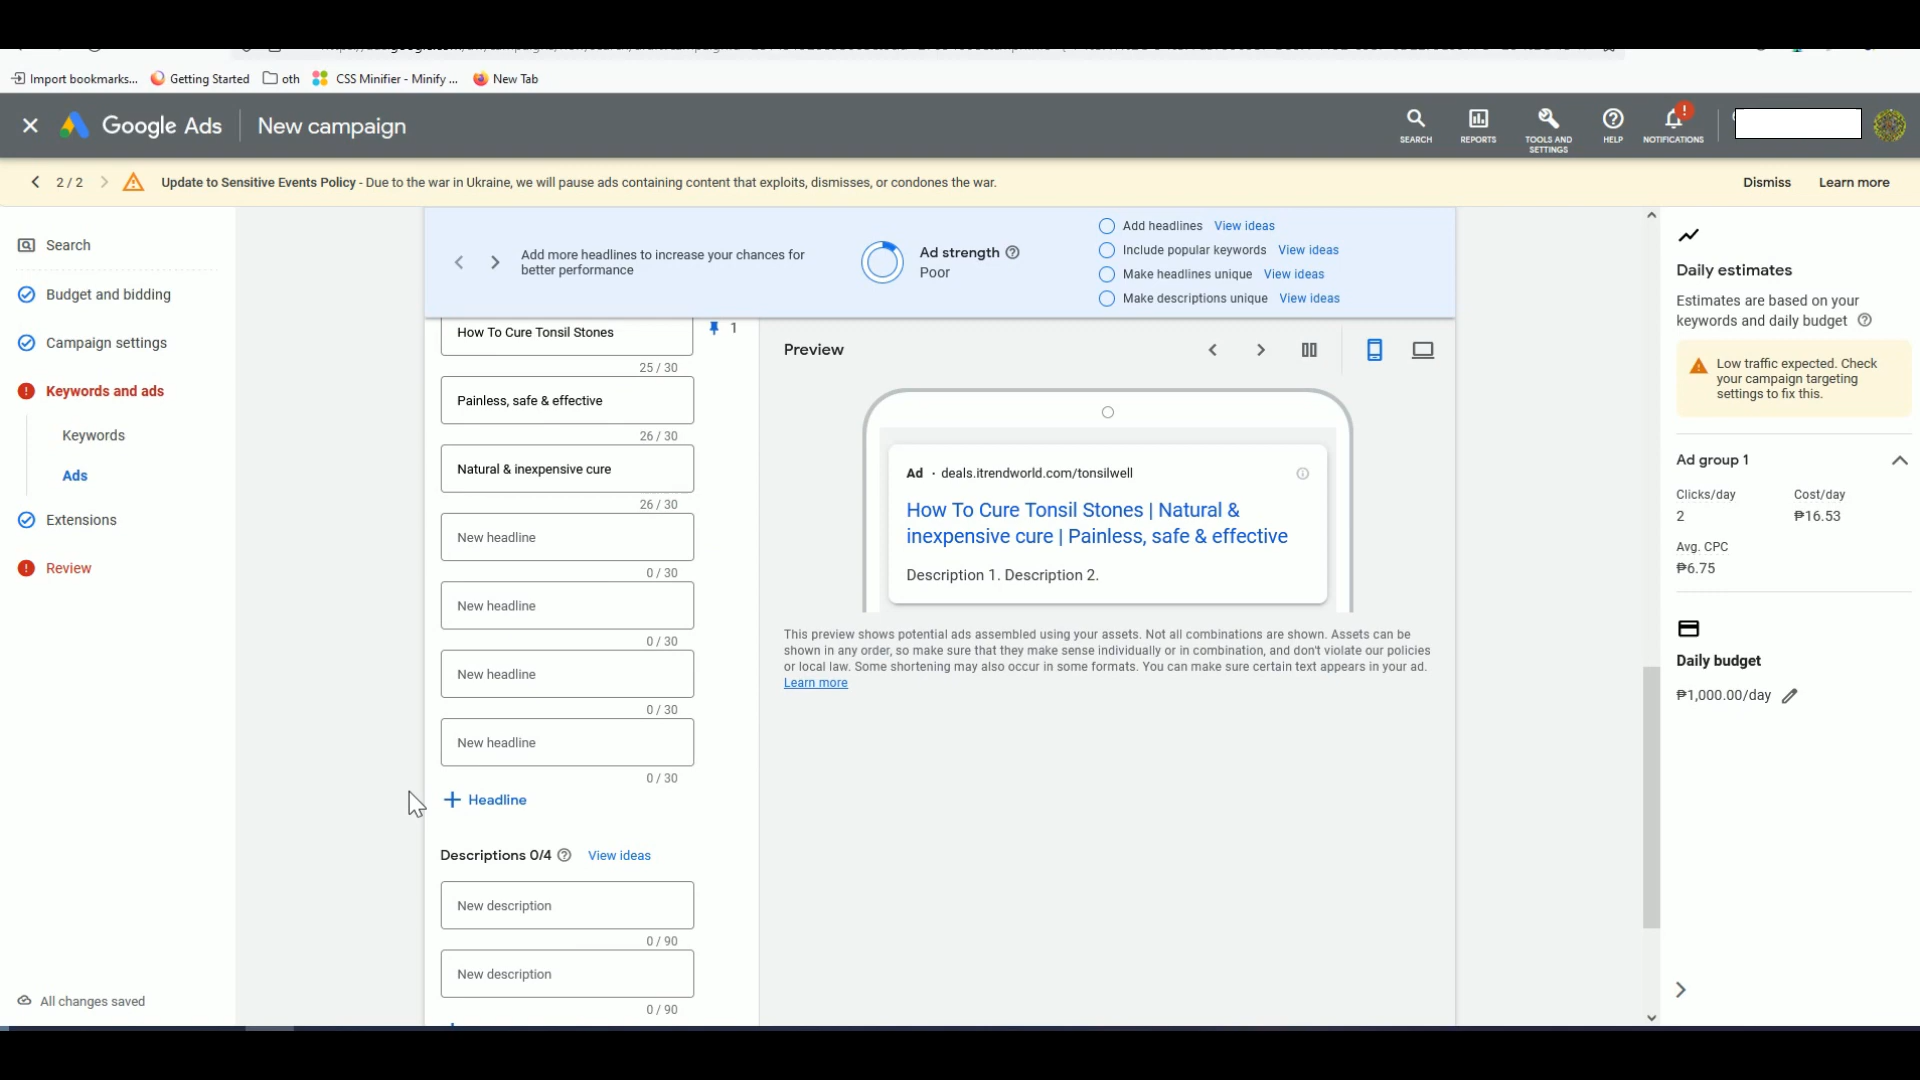 Import bookmarks...
Getting Started
oth
CSS Minifier - Minify ...
New Tab
Google Ads
New campaign
SEARCH
REPORTS
TOOLS AND
SETTINGS
HELP
!
NOTIFICATIONS
2 / 2
Update to Sensitive Events Policy - Due to the war in Ukraine, we will pause ads containing content that exploits, dismisses, or condones the war.
Dismiss
Learn more
Search
Budget and bidding
Campaign settings
Keywords and ads
Keywords
Ads
Extensions
Review
All changes saved
Add more headlines to increase your chances for
better performance
Ad strength
Poor
Add headlines View ideas
Include popular keywords View ideas
Make headlines unique View ideas
Make descriptions unique View ideas
How To Cure Tonsil Stones
1
25 / 30
Painless, safe & effective
26 / 30
Natural & inexpensive cure
26 / 30
New headline
0 / 30
New headline
0 / 30
New headline
0 / 30
New headline
0 / 30
+ Headline
Descriptions 0/4 View ideas
New description
0 / 90
New description
0 / 90
Preview
Ad · deals.itrendworld.com/tonsilwell
How To Cure Tonsil Stones | Natural &
inexpensive cure | Painless, safe & effective
Description 1. Description 2.
This preview shows potential ads assembled using your assets. Not all combinations are shown. Assets can be
shown in any order, so make sure that they make sense individually or in combination, and don't violate our policies
or local law. Some shortening may also occur in some formats. You can make sure certain text appears in your ad.
Learn more
Daily estimates
Estimates are based on your
keywords and daily budget
Low traffic expected. Check
your campaign targeting
settings to fix this.
Ad group 1
Clicks/day
2
Cost/day
₱16.53
Avg. CPC
₱6.75
Daily budget
₱1,000.00/day